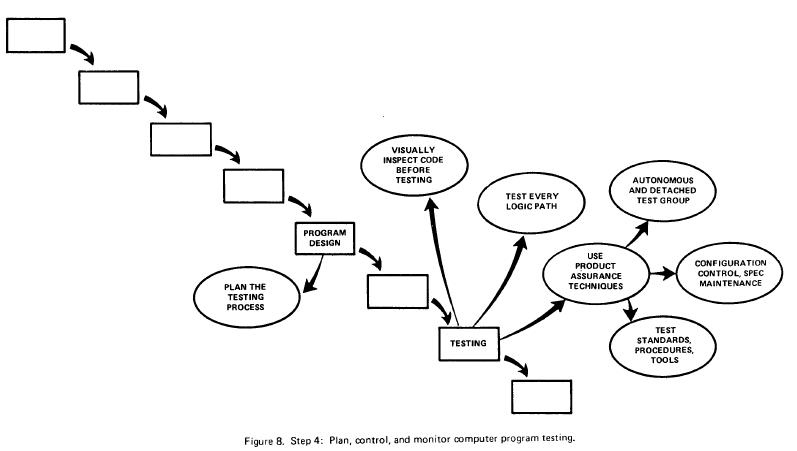 VISUALLY
INSPECT CODE
BEFORE
TESTING
TEST EVERY
LOGIC PATH
AUTONOMOUS
AND DETACHED
TEST GROUP
PROGRAM
DESIGN
USE
PRODUCT
ASSURANCE
TECHNIQUES
CONFIGURATION
CONTROL, SPEC
MAINTENANCE
PLAN THE
TESTING
PROCESS
TESTING
TEST
STANDARDS,
PROCEDURES,
TOOLS
Figure 8. Step 4: Plan, control, and monitor computer program testing.